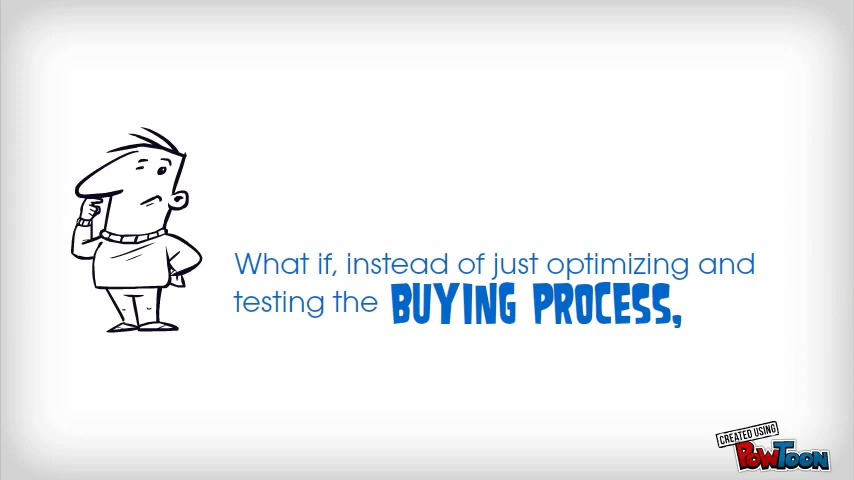 What if, instead of just optimizing and
testing the BUYING PROCESS,
CREATED USING
POWTOON